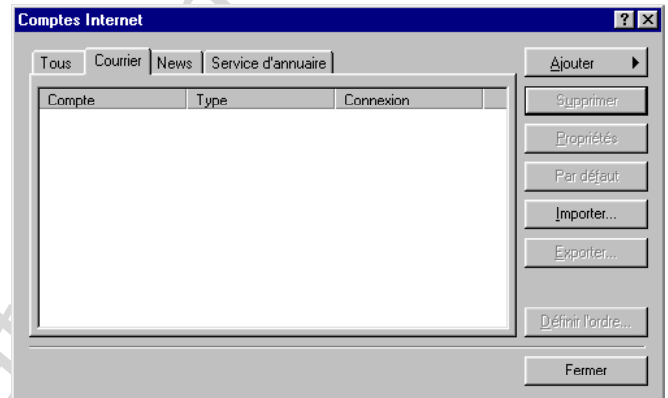 Comptes Internet
Tous Courrier News Service d'annuaire
Compte Type Connexion
Ajouter
Supprimer
Propriétés
Par défaut
Importer...
Exporter...
Définir l'ordre...
Fermer